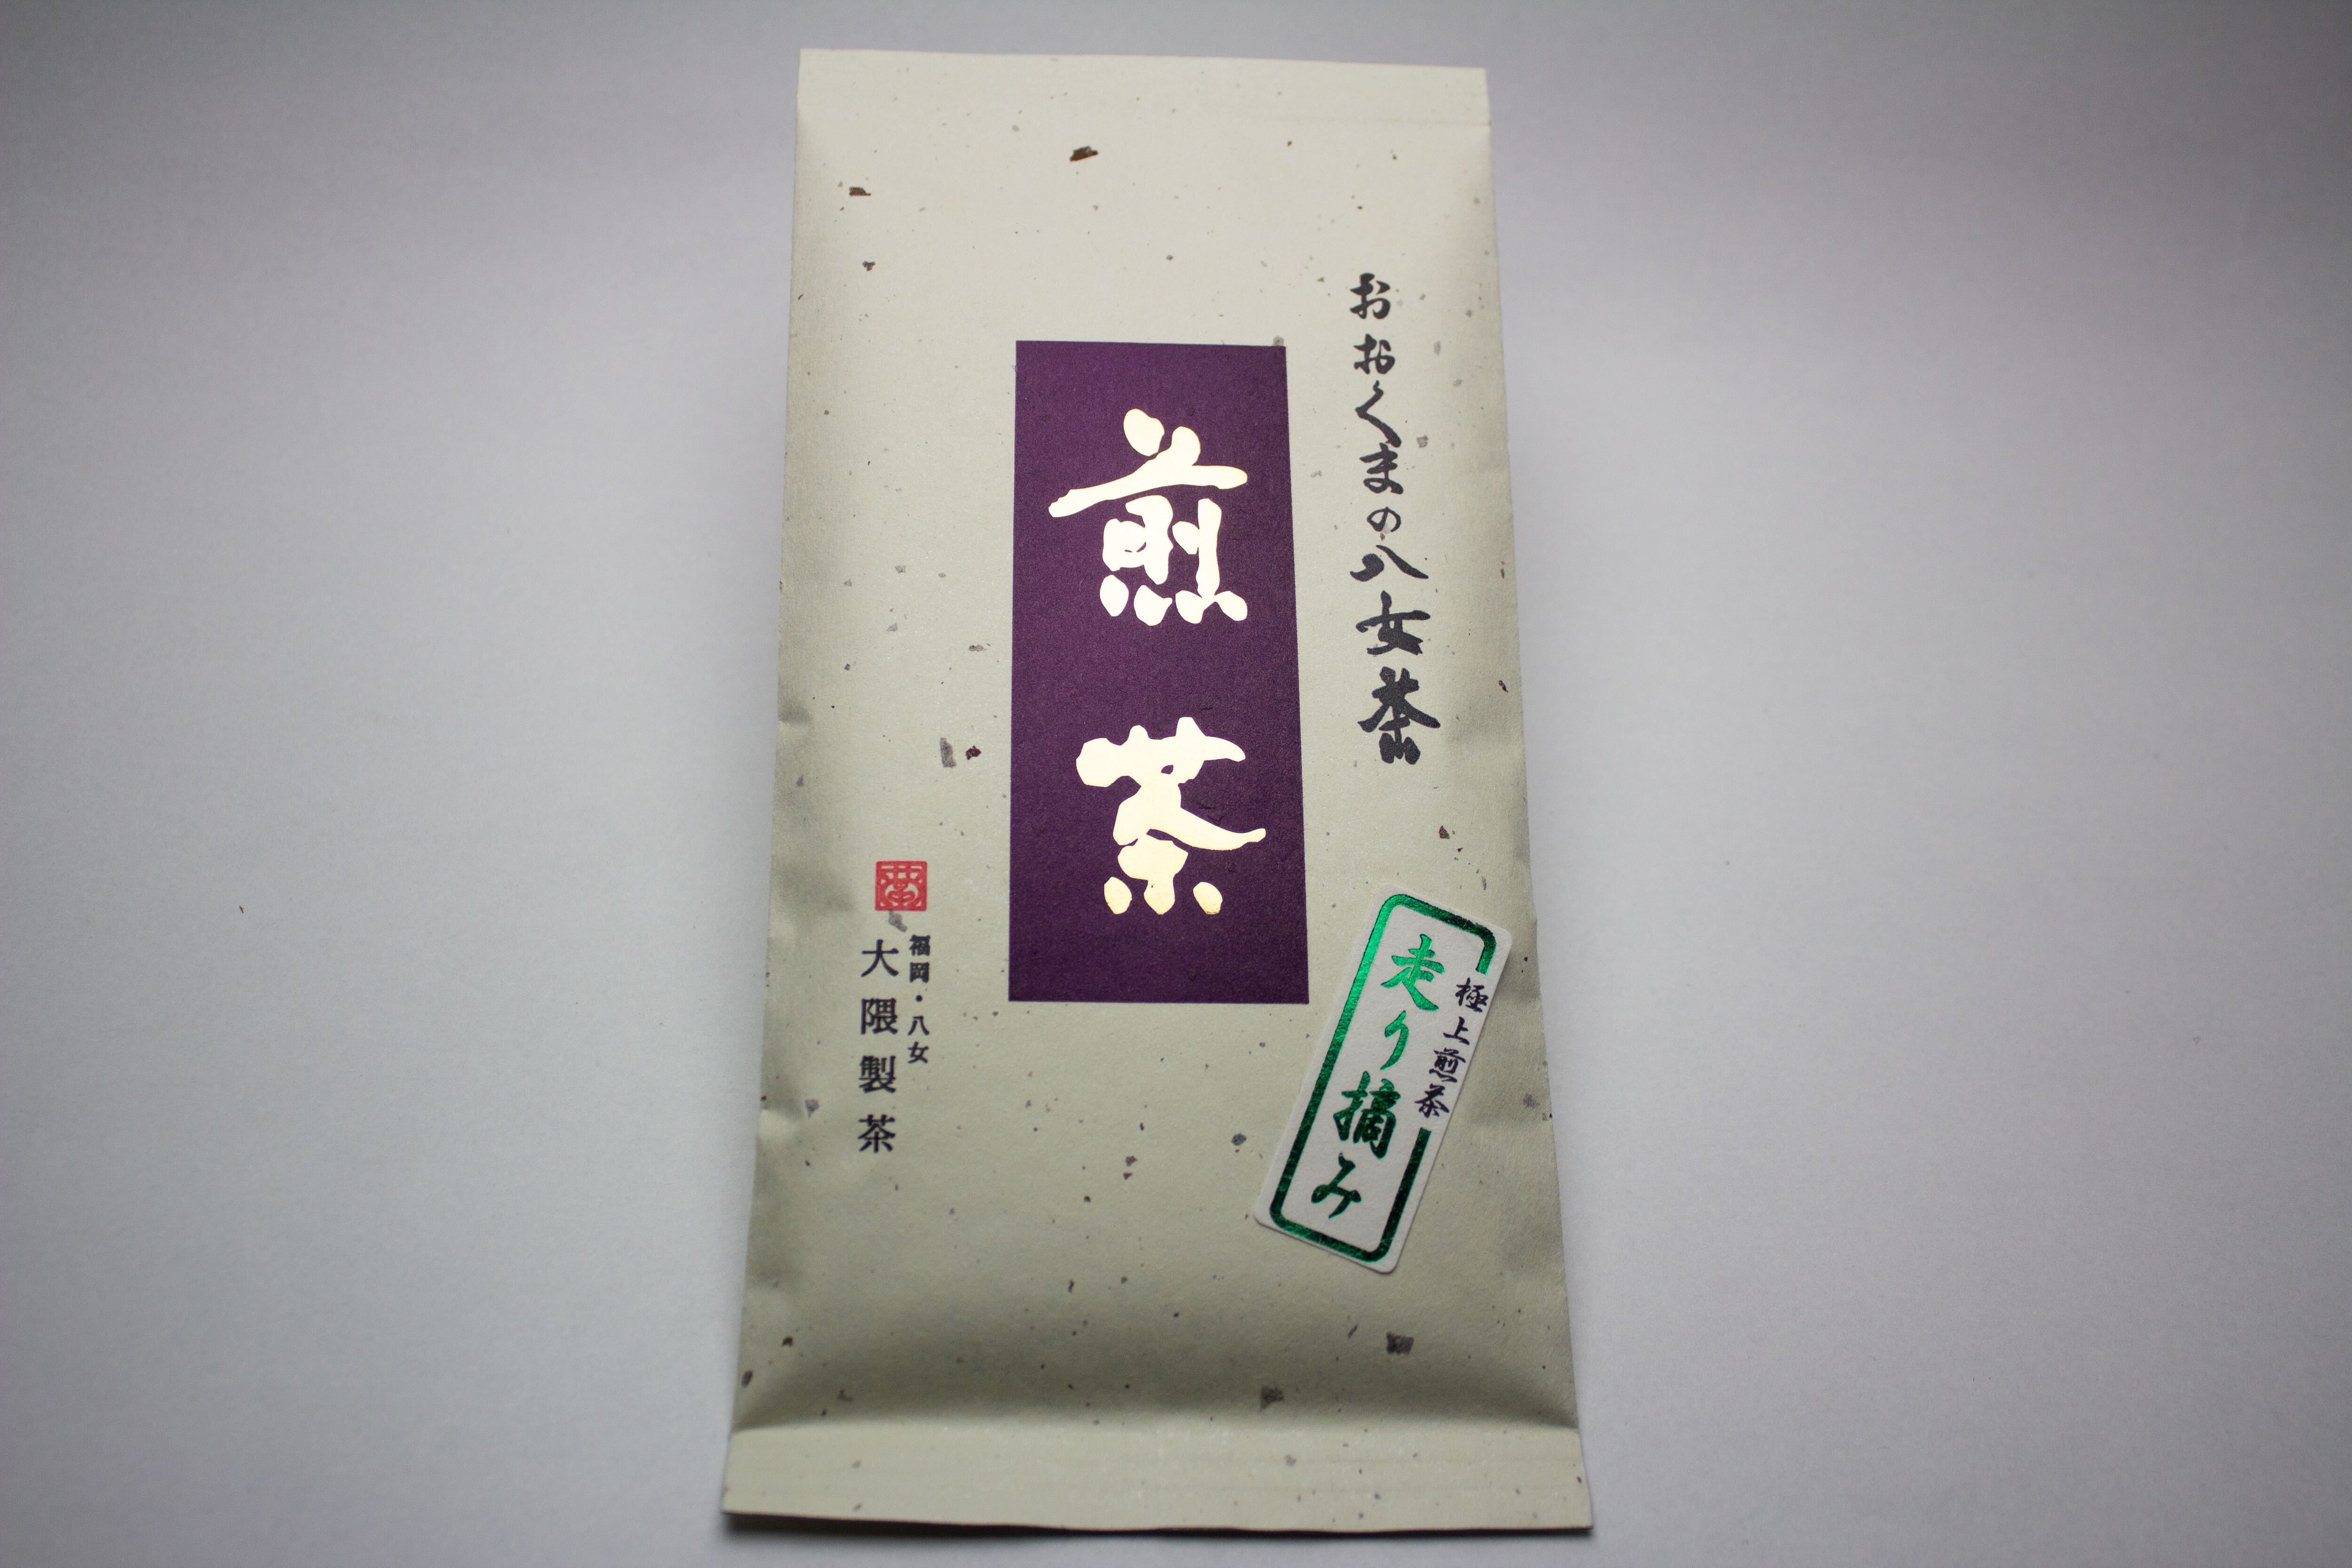 おおくまの八女茶
煎茶
極上煎茶
走り摘み
福岡・八女
大隈製茶